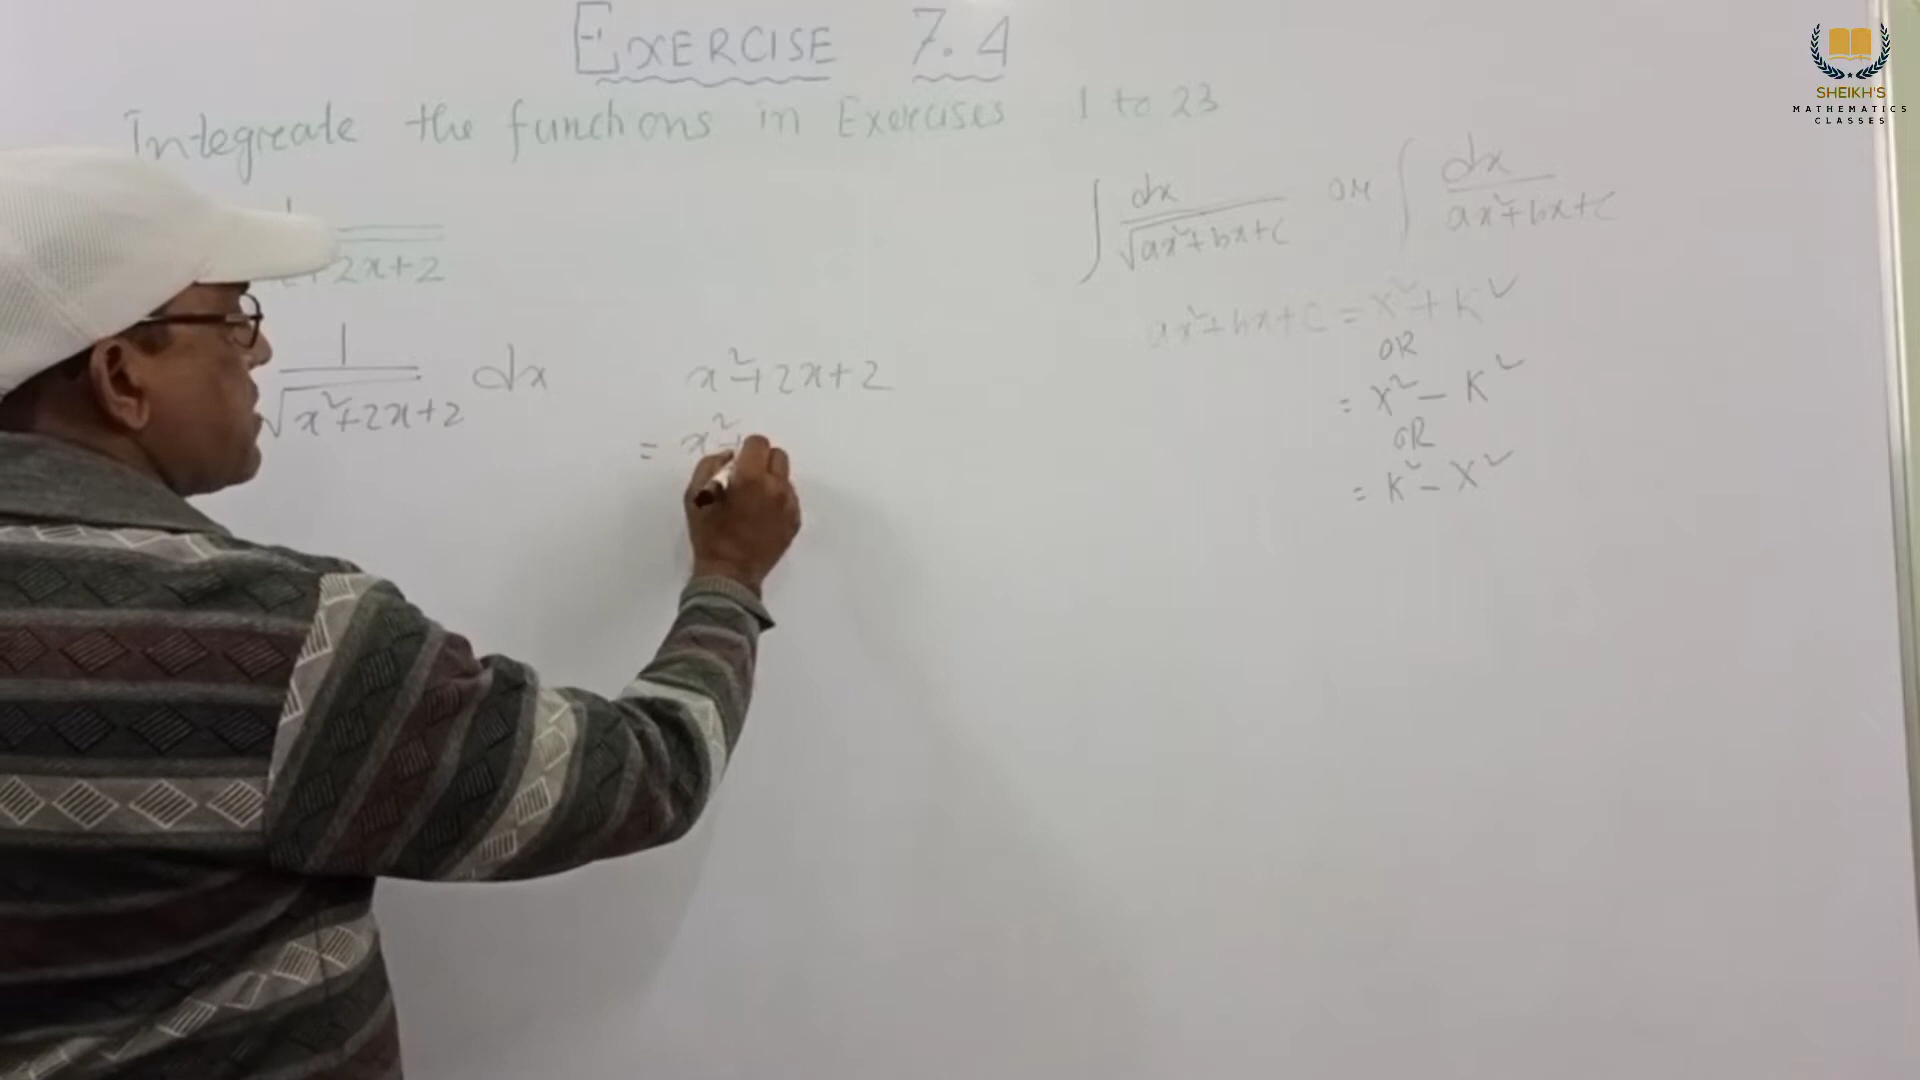 EXERCISE 7.4
Integreate the functions in Exercises 1 to 23
1
+2x+2
1
√x²+2x+2 dx
x²+2x+2
= x²+
∫ dx
√ax²+bx+c
OR
∫ dx
ax²+bx+c
ax²+bx+c = X²+K²
OR
= X²-K²
OR
= K²-X²
SHEIKH'S
MATHEMATICS
CLASSES